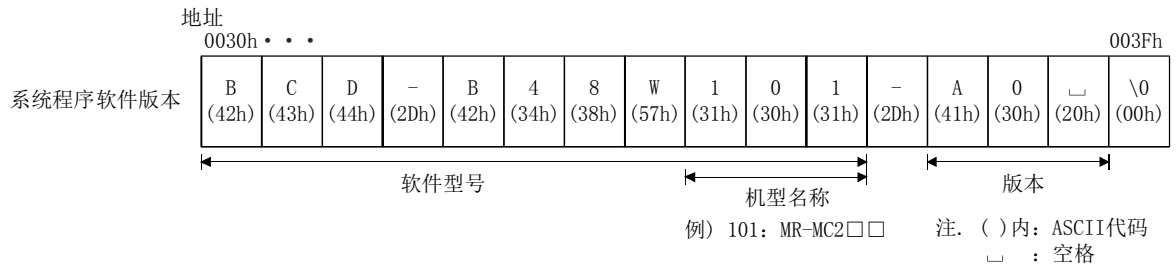 地址
0030h・・・ 003Fh
系统程序软件版本
B C D - B 4 8 W 1 0 1 - A 0 ␣ \0
(42h) (43h) (44h) (2Dh) (42h) (34h) (38h) (57h) (31h) (30h) (31h) (2Dh) (41h) (30h) (20h) (00h)
软件型号 机型名称 版本
例) 101: MR-MC2□□ 注. ( )内: ASCII代码
␣ : 空格